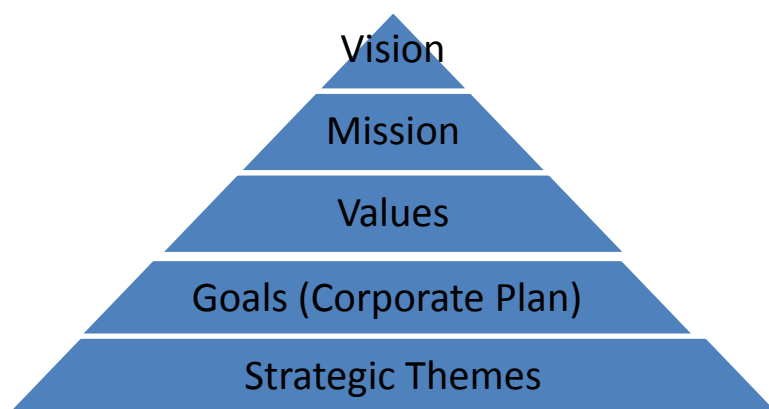 Vision
Mission
Values
Goals (Corporate Plan)
Strategic Themes